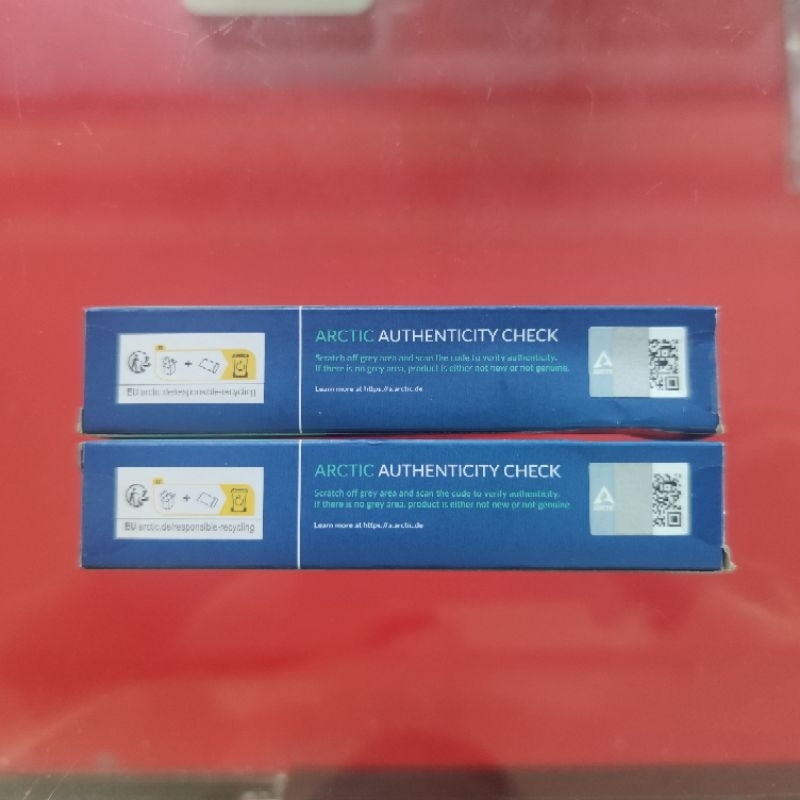 EU arctic.de/responsible-recycling
ARCTIC AUTHENTICITY CHECK
Scratch off grey area and scan the code to verify authenticity.
If there is no grey area, product is either not new or not genuine.
Learn more at https://a.arctic.de
ARCTIC
EU arctic.de/responsible-recycling
ARCTIC AUTHENTICITY CHECK
Scratch off grey area and scan the code to verify authenticity.
If there is no grey area, product is either not new or not genuine.
Learn more at https://a.arctic.de
ARCTIC